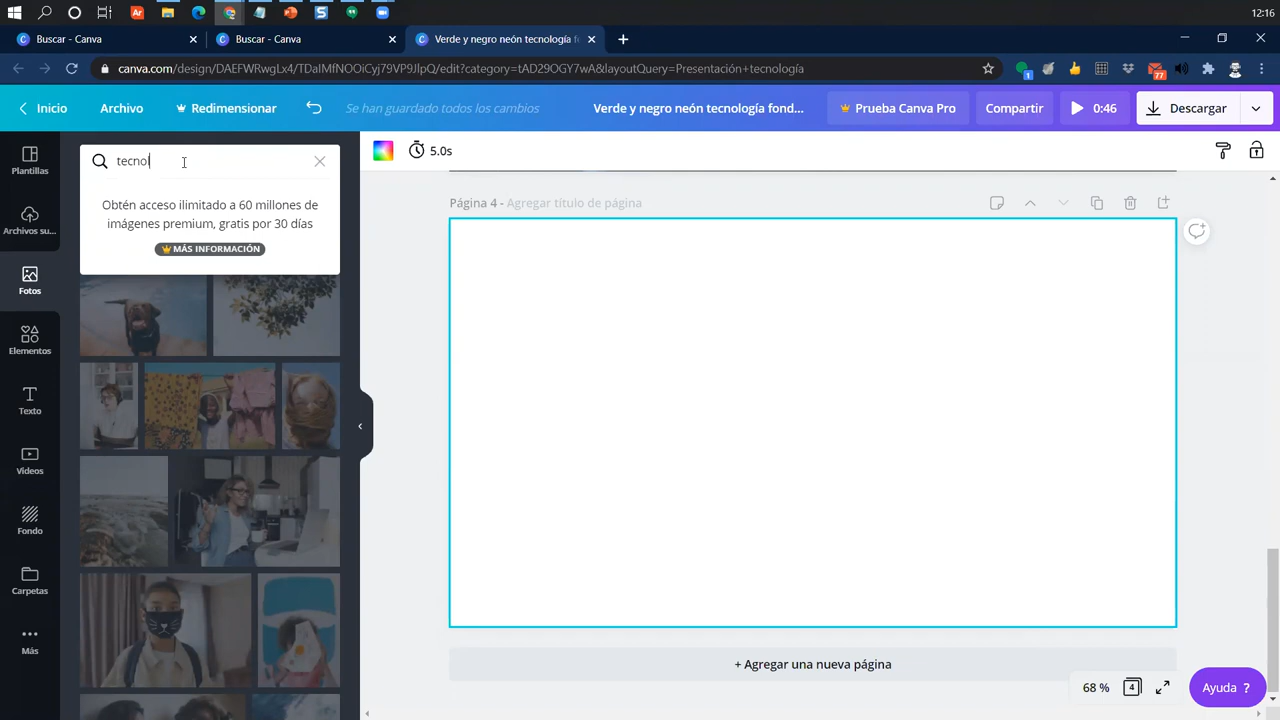 12:16
Buscar - Canva
Buscar - Canva
Verde y negro neón tecnología f
canva.com/design/DAEFWRwgLx4/TDaIMfNOOiCyj79VP9JlpQ/edit?category=tAD29OGY7wA&layoutQuery=Presentación+tecnología
1
77
Inicio
Archivo
Redimensionar
Se han guardado todos los cambios
Verde y negro neón tecnología fond...
Prueba Canva Pro
Compartir
0:46
Descargar
Plantillas
Archivos su...
Fotos
Elementos
Texto
Videos
Fondo
Carpetas
Más
tecnol
Obtén acceso ilimitado a 60 millones de
imágenes premium, gratis por 30 días
MÁS INFORMACIÓN
5.0s
Página 4 - Agregar título de página
+ Agregar una nueva página
68 %
4
Ayuda ?